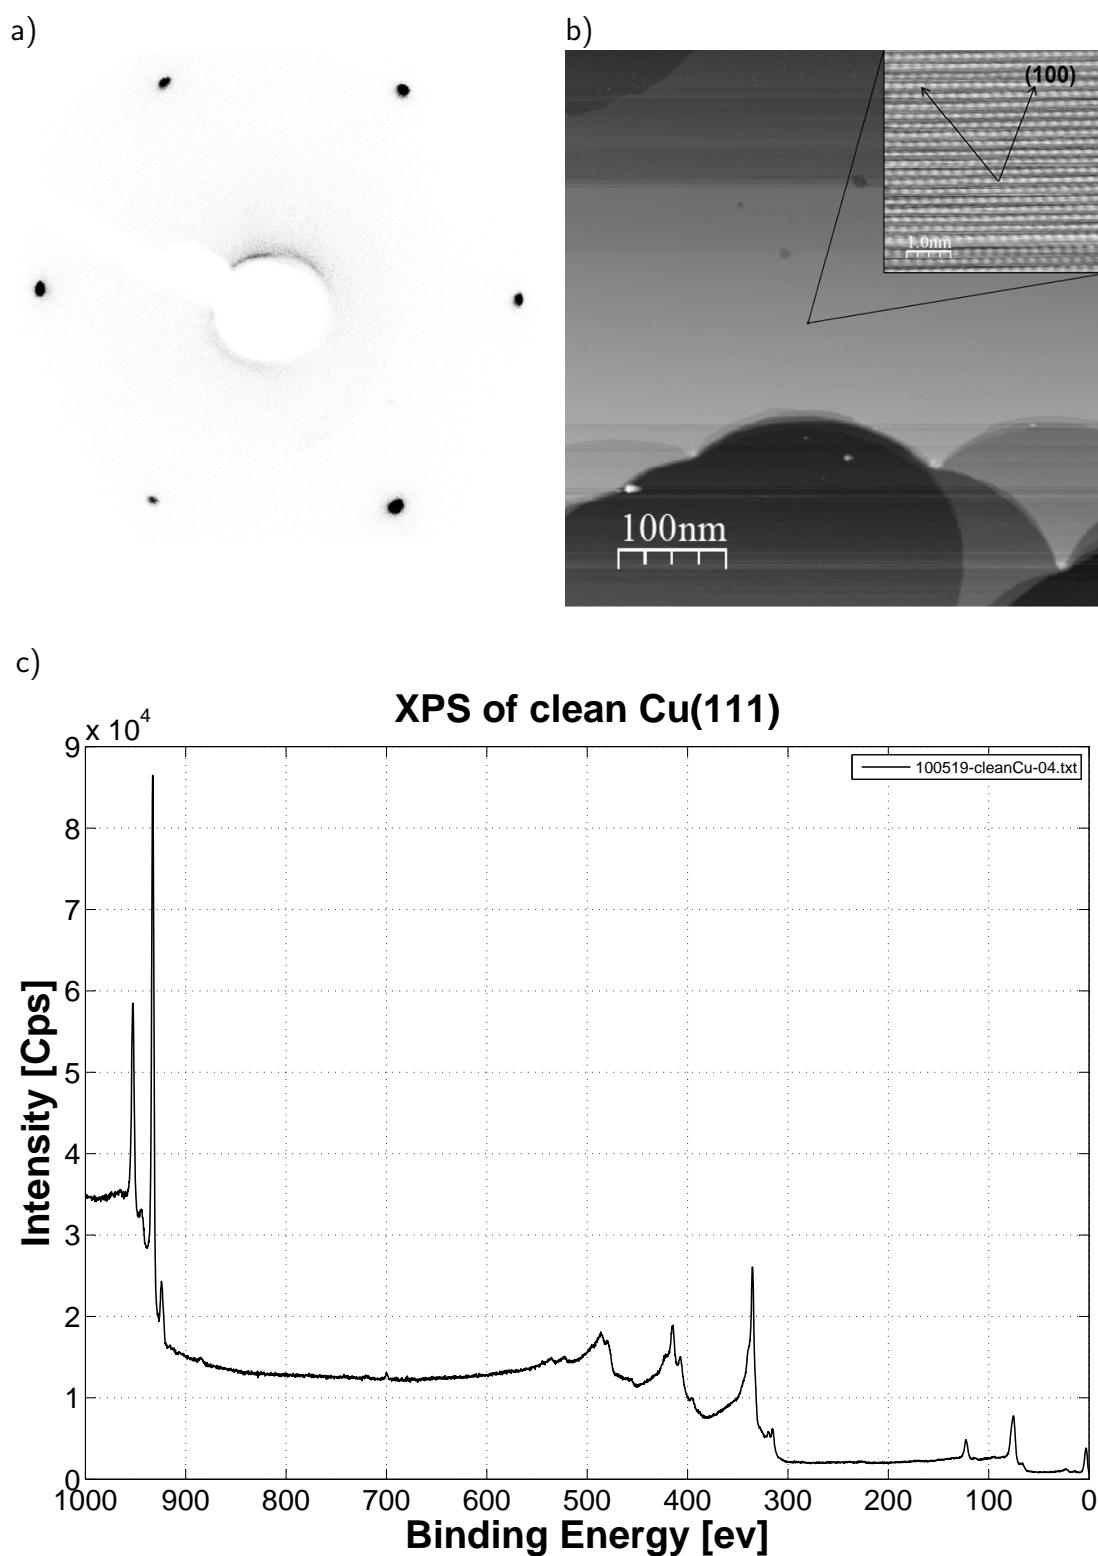 a)
b)
(100)
1.0nm
100nm
c)
XPS of clean Cu(111)
x 10^4
100519-cleanCu-04.txt
9
8
7
6
5
4
3
2
1
0
Intensity [Cps]
1000 900 800 700 600 500 400 300 200 100 0
Binding Energy [ev]